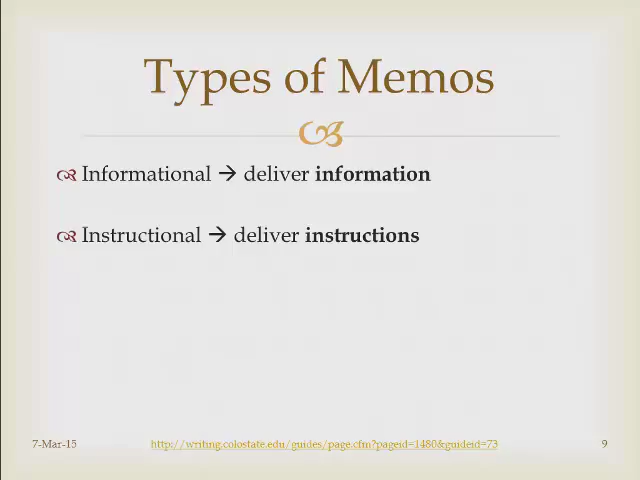 Types of Memos
Informational → deliver information
Instructional → deliver instructions
7-Mar-15 http://writing.colostate.edu/guides/page.cfm?pageid=1480&guideid=73 9